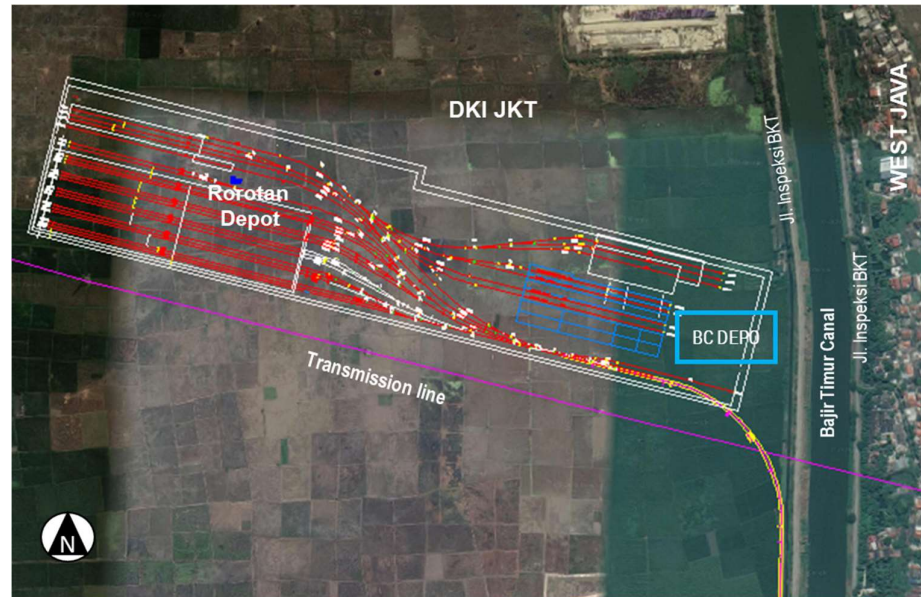 DKI JKT
WEST JAVA
Jl. Inspeksi BKT
Rorotan
Depot
BC DEPO
Transmission line
Bajir Timur Canal
Jl. Inspeksi BKT
N